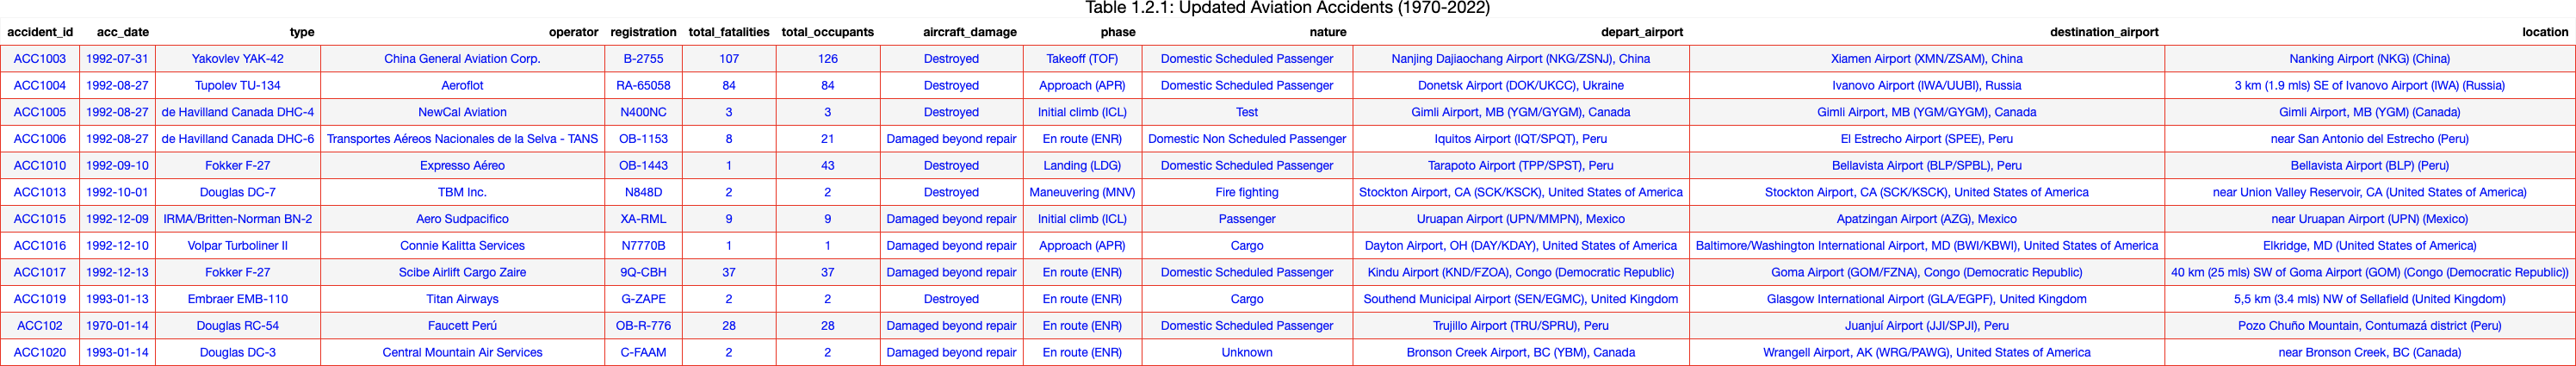 Table 1.2.1: Updated Aviation Accidents (1970-2022)
accident_id acc_date type operator registration total_fatalities total_occupants aircraft_damage phase nature depart_airport destination_airport location
ACC1003 1992-07-31 Yakovlev YAK-42 China General Aviation Corp. B-2755 107 126 Destroyed Takeoff (TOF) Domestic Scheduled Passenger Nanjing Dajiaochang Airport (NKG/ZSNJ), China Xiamen Airport (XMN/ZSAM), China Nanking Airport (NKG) (China)
ACC1004 1992-08-27 Tupolev TU-134 Aeroflot RA-65058 84 84 Destroyed Approach (APR) Domestic Scheduled Passenger Donetsk Airport (DOK/UKCC), Ukraine Ivanovo Airport (IWA/UUBI), Russia 3 km (1.9 mls) SE of Ivanovo Airport (IWA) (Russia)
ACC1005 1992-08-27 de Havilland Canada DHC-4 NewCal Aviation N400NC 3 3 Destroyed Initial climb (ICL) Test Gimli Airport, MB (YGM/GYGM), Canada Gimli Airport, MB (YGM/GYGM), Canada Gimli Airport, MB (YGM) (Canada)
ACC1006 1992-08-27 de Havilland Canada DHC-6 Transportes Aéreos Nacionales de la Selva - TANS OB-1153 8 21 Damaged beyond repair En route (ENR) Domestic Non Scheduled Passenger Iquitos Airport (IQT/SPQT), Peru El Estrecho Airport (SPEE), Peru near San Antonio del Estrecho (Peru)
ACC1010 1992-09-10 Fokker F-27 Expresso Aéreo OB-1443 1 43 Destroyed Landing (LDG) Domestic Scheduled Passenger Tarapoto Airport (TPP/SPST), Peru Bellavista Airport (BLP/SPBL), Peru Bellavista Airport (BLP) (Peru)
ACC1013 1992-10-01 Douglas DC-7 TBM Inc. N848D 2 2 Destroyed Maneuvering (MNV) Fire fighting Stockton Airport, CA (SCK/KSCK), United States of America Stockton Airport, CA (SCK/KSCK), United States of America near Union Valley Reservoir, CA (United States of America)
ACC1015 1992-12-09 IRMA/Britten-Norman BN-2 Aero Sudpacifico XA-RML 9 9 Damaged beyond repair Initial climb (ICL) Passenger Uruapan Airport (UPN/MMPN), Mexico Apatzingan Airport (AZG), Mexico near Uruapan Airport (UPN) (Mexico)
ACC1016 1992-12-10 Volpar Turboliner II Connie Kalitta Services N7770B 1 1 Damaged beyond repair Approach (APR) Cargo Dayton Airport, OH (DAY/KDAY), United States of America Baltimore/Washington International Airport, MD (BWI/KBWI), United States of America Elkridge, MD (United States of America)
ACC1017 1992-12-13 Fokker F-27 Scibe Airlift Cargo Zaire 9Q-CBH 37 37 Damaged beyond repair En route (ENR) Domestic Scheduled Passenger Kindu Airport (KND/FZOA), Congo (Democratic Republic) Goma Airport (GOM/FZNA), Congo (Democratic Republic) 40 km (25 mls) SW of Goma Airport (GOM) (Congo (Democratic Republic))
ACC1019 1993-01-13 Embraer EMB-110 Titan Airways G-ZAPE 2 2 Destroyed En route (ENR) Cargo Southend Municipal Airport (SEN/EGMC), United Kingdom Glasgow International Airport (GLA/EGPF), United Kingdom 5,5 km (3.4 mls) NW of Sellafield (United Kingdom)
ACC102 1970-01-14 Douglas RC-54 Faucett Perú OB-R-776 28 28 Damaged beyond repair En route (ENR) Domestic Scheduled Passenger Trujillo Airport (TRU/SPRU), Peru Juanjuí Airport (JJI/SPJI), Peru Pozo Chuño Mountain, Contumazá district (Peru)
ACC1020 1993-01-14 Douglas DC-3 Central Mountain Air Services C-FAAM 2 2 Damaged beyond repair En route (ENR) Unknown Bronson Creek Airport, BC (YBM), Canada Wrangell Airport, AK (WRG/PAWG), United States of America near Bronson Creek, BC (Canada)